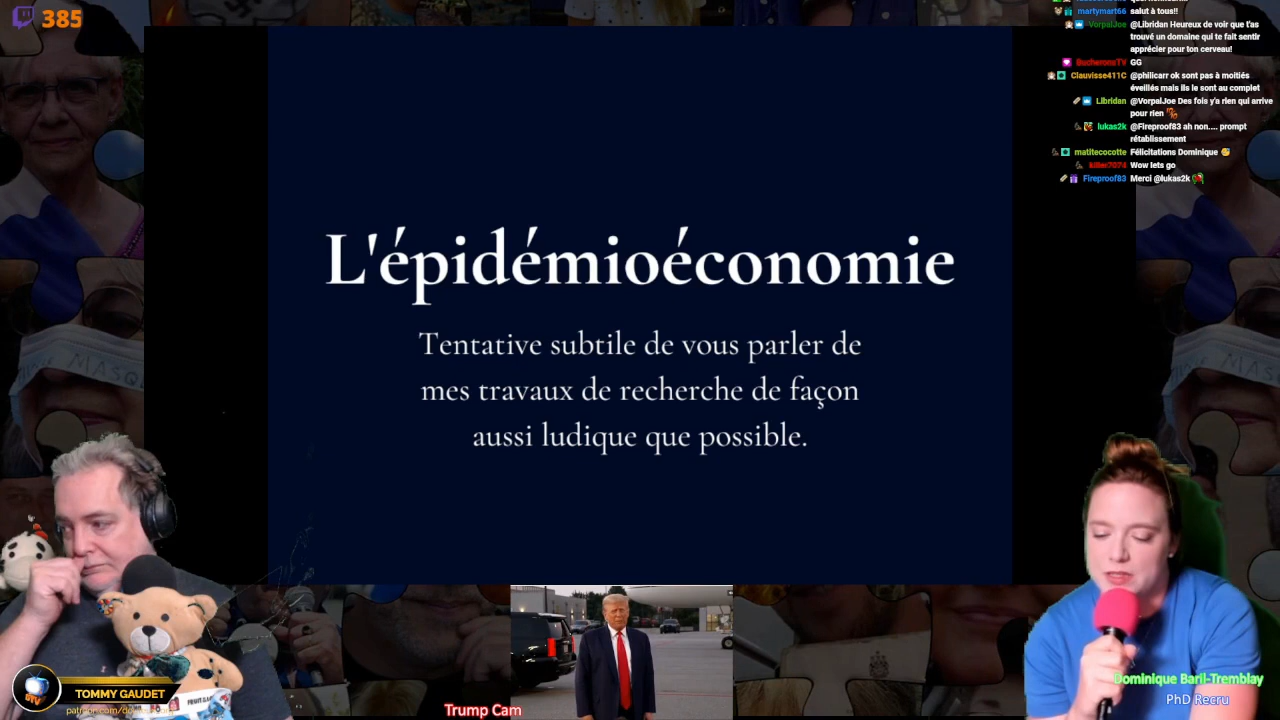 385
L'épidémioéconomie
Tentative subtile de vous parler de
mes travaux de recherche de façon
aussi ludique que possible.
martymart66 salut à tous!!
VorpalJoe @Libridan Heureux de voir que t'as
trouvé un domaine qui te fait sentir
apprécier pour ton cerveau!
BucheronsTV GG
Clauvisse411C @philicarr ok sont pas à moitiés
éveillés mais ils le sont au complet
Libridan @VorpalJoe Des fois y'a rien qui arrive
pour rien
lukas2k @Fireproof83 ah non.... prompt
rétablissement
matitecocotte Félicitations Dominique
killer7074 Wow lets go
Fireproof83 Merci @lukas2k
TOMMY GAUDET
Trump Cam
Dominique Baril-Tremblay
PhD Recru